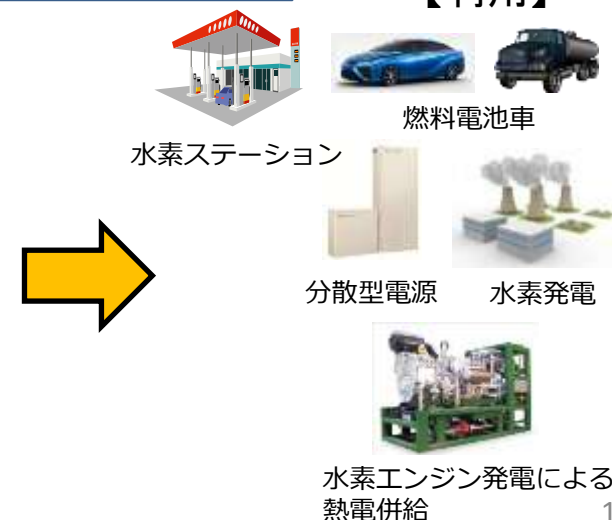 【利用】
燃料電池車
水素ステーション
分散型電源
水素発電
水素エンジン発電による
熱電併給
1